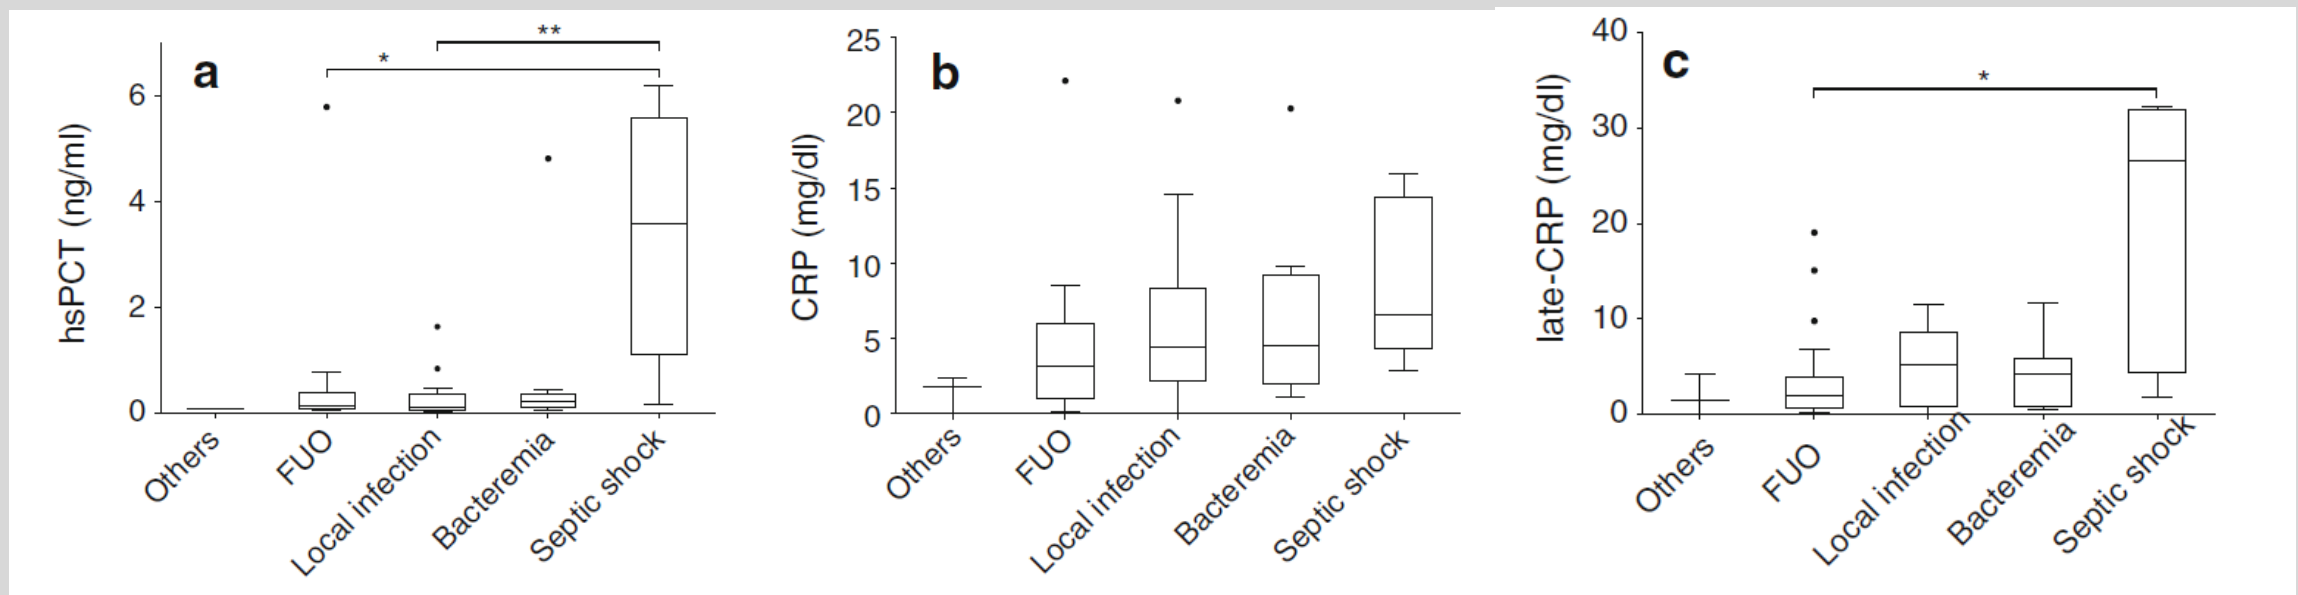 a
**
*
hsPCT (ng/ml)
6
4
2
0
Others
FUO
Local infection
Bacteremia
Septic shock
b
CRP (mg/dl)
25
20
15
10
5
0
Others
FUO
Local infection
Bacteremia
Septic shock
c
*
late-CRP (mg/dl)
40
30
20
10
0
Others
FUO
Local infection
Bacteremia
Septic shock